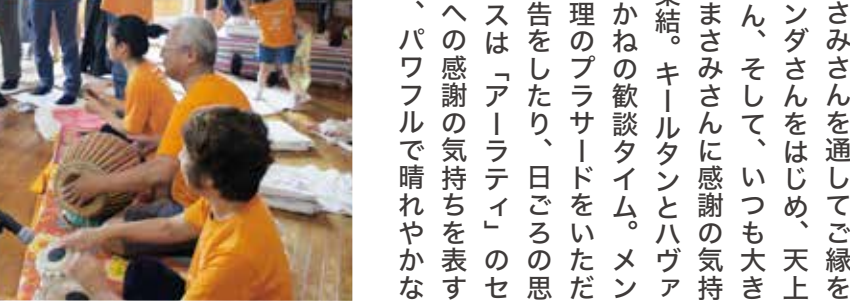 さみさんを通してご縁を
ンダさんをはじめ、天上
ん、そして、いつも大き
まさみさんに感謝の気持
集結。キールタンとハヴァ
かねの歓談タイム。メン
理のプラサードをいただ
告をしたり、日ごろの思
スは「アーラティ」のセ
への感謝の気持ちを表す
、パワフルで晴れやかな